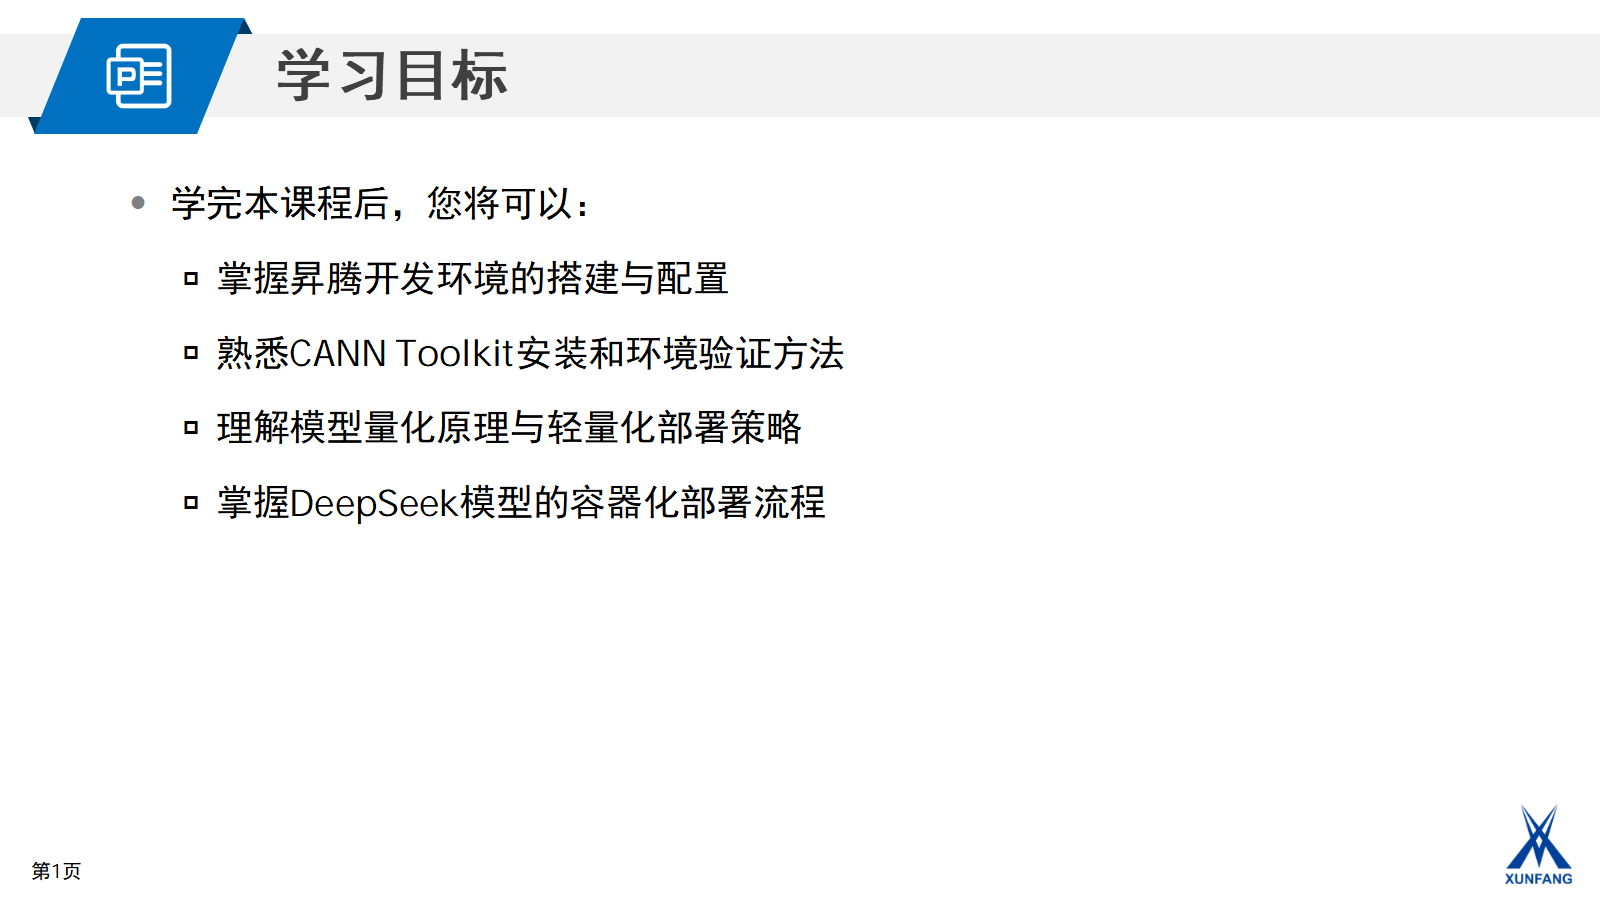 学习目标
学完本课程后，您将可以：
掌握昇腾开发环境的搭建与配置
熟悉CANN Toolkit安装和环境验证方法
理解模型量化原理与轻量化部署策略
掌握DeepSeek模型的容器化部署流程
第1页
XUNFANG